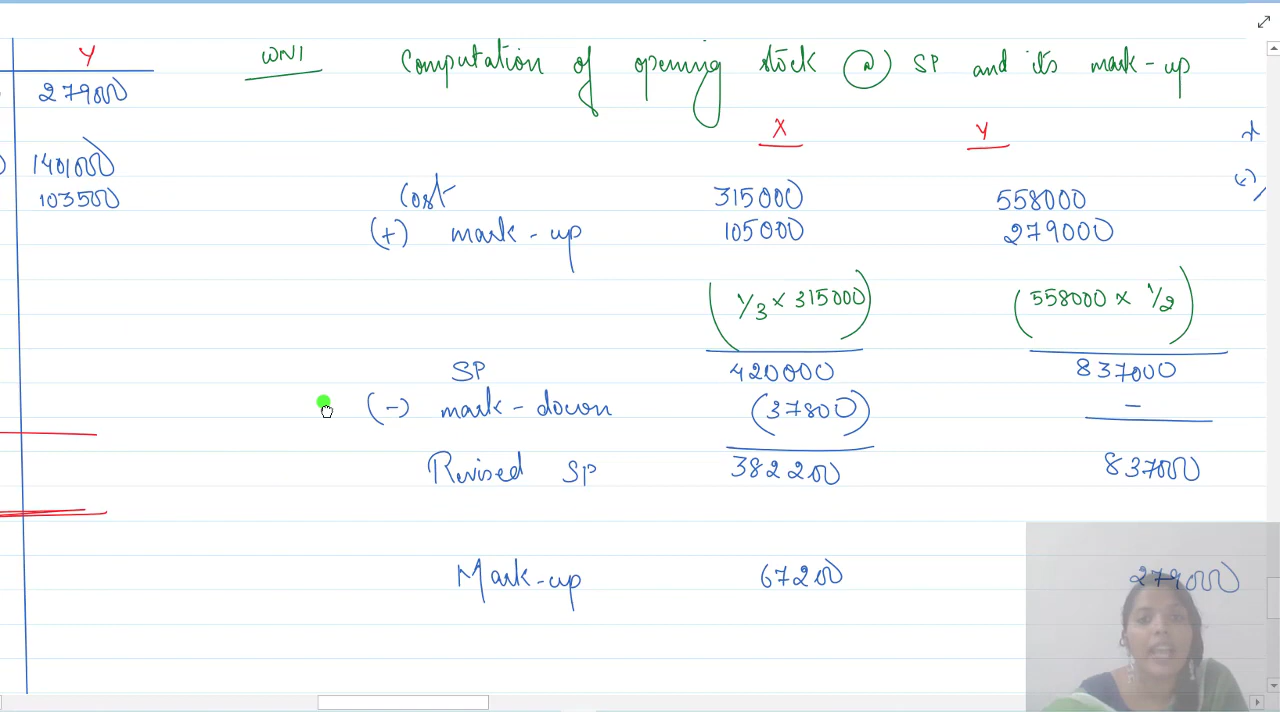 Y
279000
1401000
103500
WN1 Computation of opening stock @ SP and its mark-up
X Y
Cost 315000 558000
(+) mark-up 105000 279000
(1/3 × 315000) (558000 × 1/2)
SP 420000 837000
(-) mark-down (37800) -
Revised SP 382200 837000
Mark-up 67200 279000